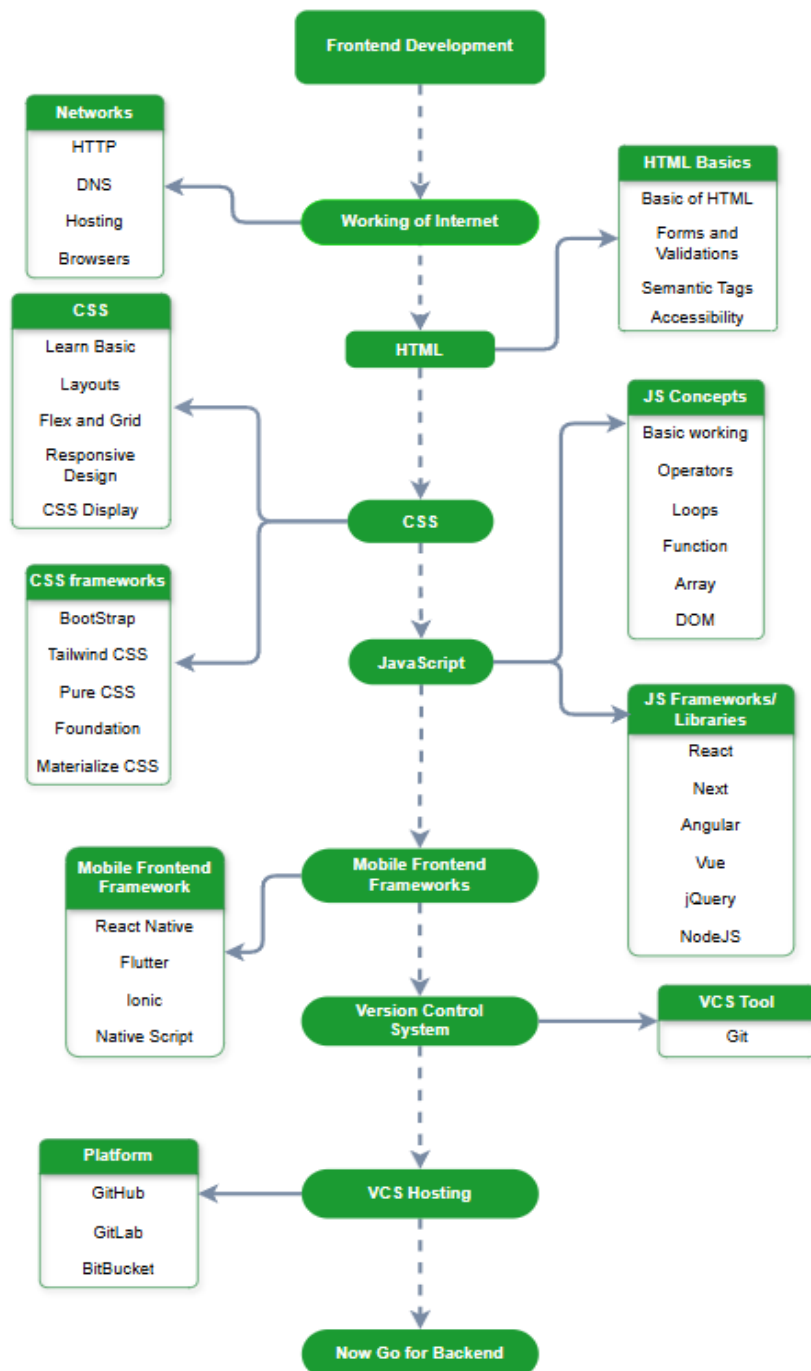 Frontend Development
Networks
HTTP
DNS
Hosting
Browsers
Working of Internet
HTML Basics
Basic of HTML
Forms and
Validations
Semantic Tags
Accessibility
HTML
CSS
Learn Basic
Layouts
Flex and Grid
Responsive
Design
CSS Display
CSS
CSS frameworks
BootStrap
Tailwind CSS
Pure CSS
Foundation
Materialize CSS
JS Concepts
Basic working
Operators
Loops
Function
Array
DOM
JavaScript
JS Frameworks/
Libraries
React
Next
Angular
Vue
jQuery
NodeJS
Mobile Frontend
Frameworks
Mobile Frontend
Framework
React Native
Flutter
Ionic
Native Script
Version Control
System
VCS Tool
Git
VCS Hosting
Platform
GitHub
GitLab
BitBucket
Now Go for Backend